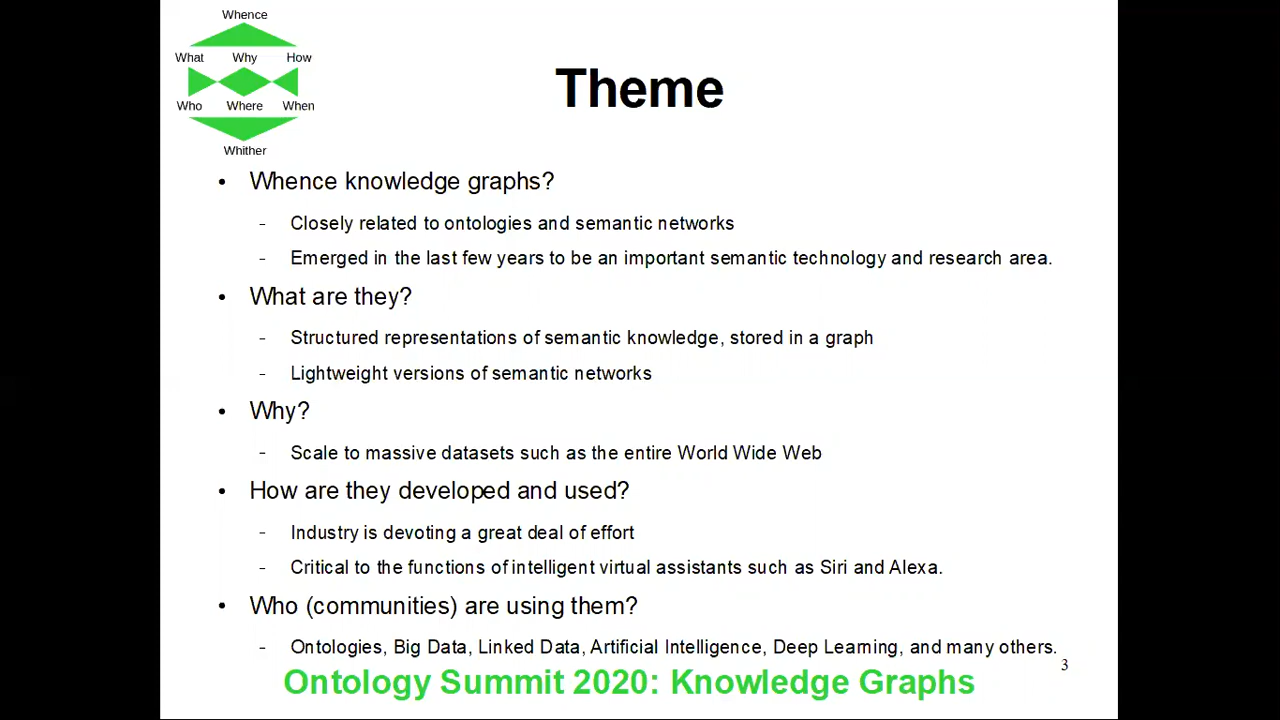 Whence
What Why How
Who Where When
Whither
Theme
• Whence knowledge graphs?
- Closely related to ontologies and semantic networks
- Emerged in the last few years to be an important semantic technology and research area.
• What are they?
- Structured representations of semantic knowledge, stored in a graph
- Lightweight versions of semantic networks
• Why?
- Scale to massive datasets such as the entire World Wide Web
• How are they developed and used?
- Industry is devoting a great deal of effort
- Critical to the functions of intelligent virtual assistants such as Siri and Alexa.
• Who (communities) are using them?
- Ontologies, Big Data, Linked Data, Artificial Intelligence, Deep Learning, and many others.
3
Ontology Summit 2020: Knowledge Graphs